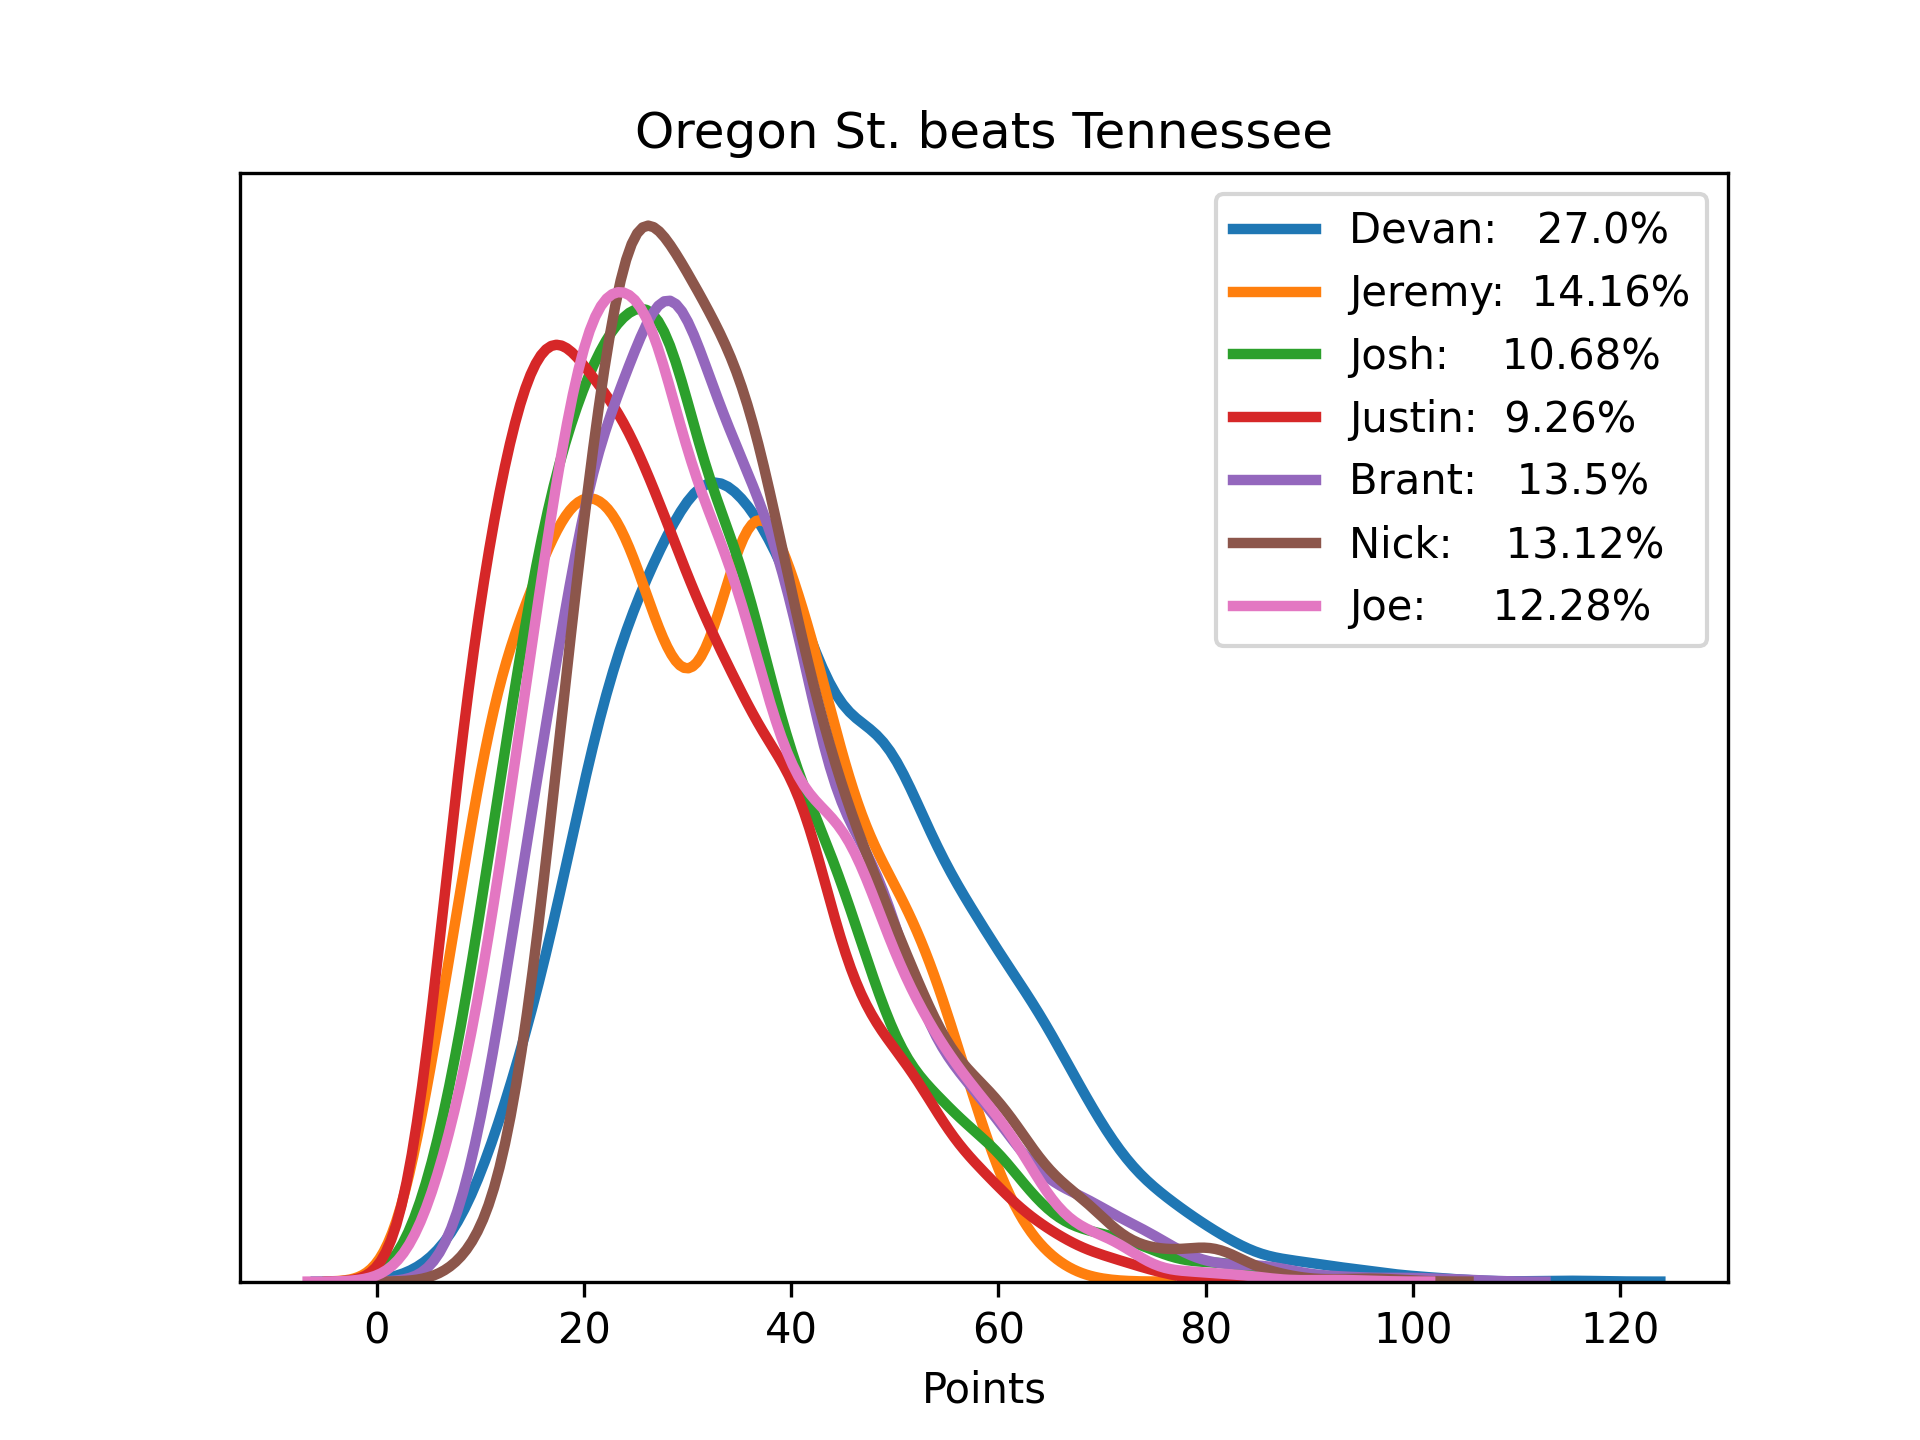 Oregon St. beats Tennessee
Devan: 27.0%
Jeremy: 14.16%
Josh: 10.68%
Justin: 9.26%
Brant: 13.5%
Nick: 13.12%
Joe: 12.28%
0 20 40 60 80 100 120
Points